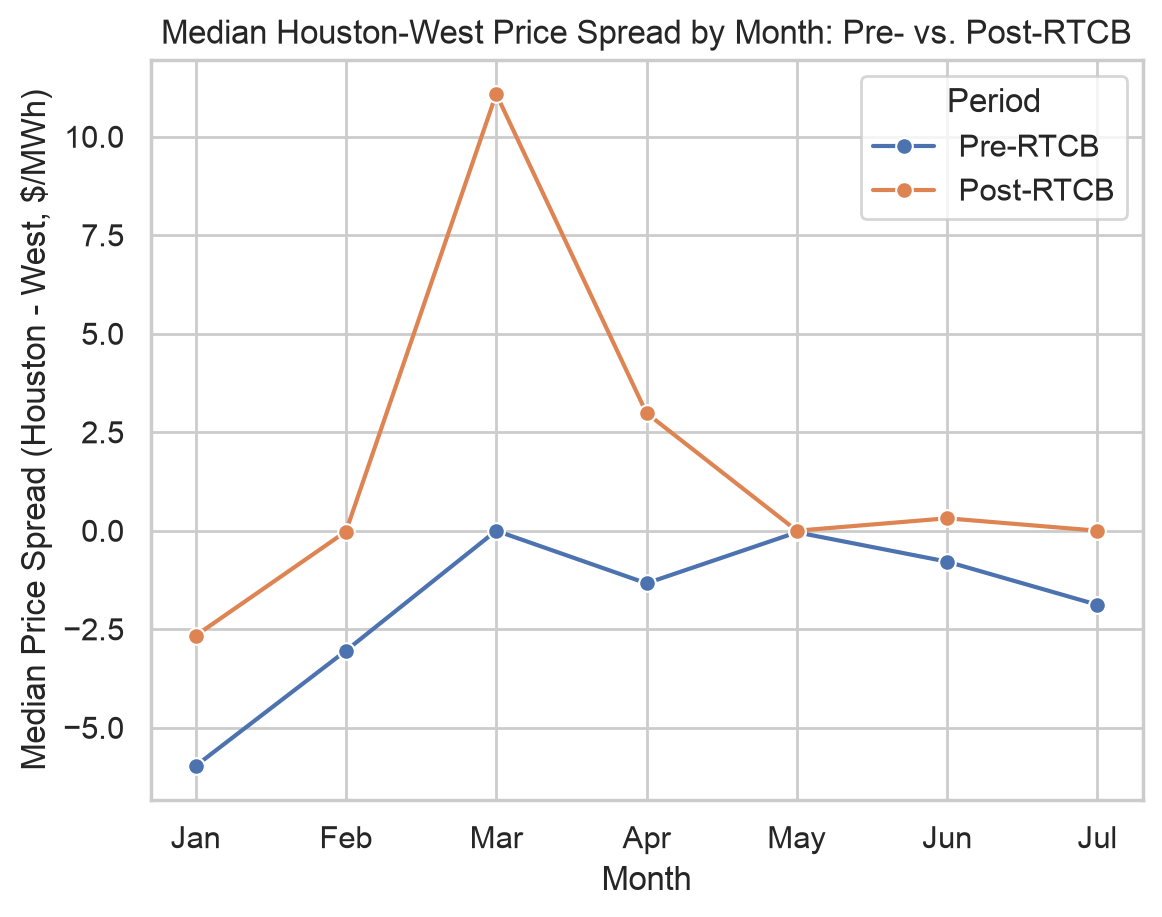 Median Houston-West Price Spread by Month: Pre- vs. Post-RTCB
Median Price Spread (Houston - West, $/MWh)
10.0
7.5
5.0
2.5
0.0
−2.5
−5.0
Period
Pre-RTCB
Post-RTCB
Jan Feb Mar Apr May Jun Jul
Month